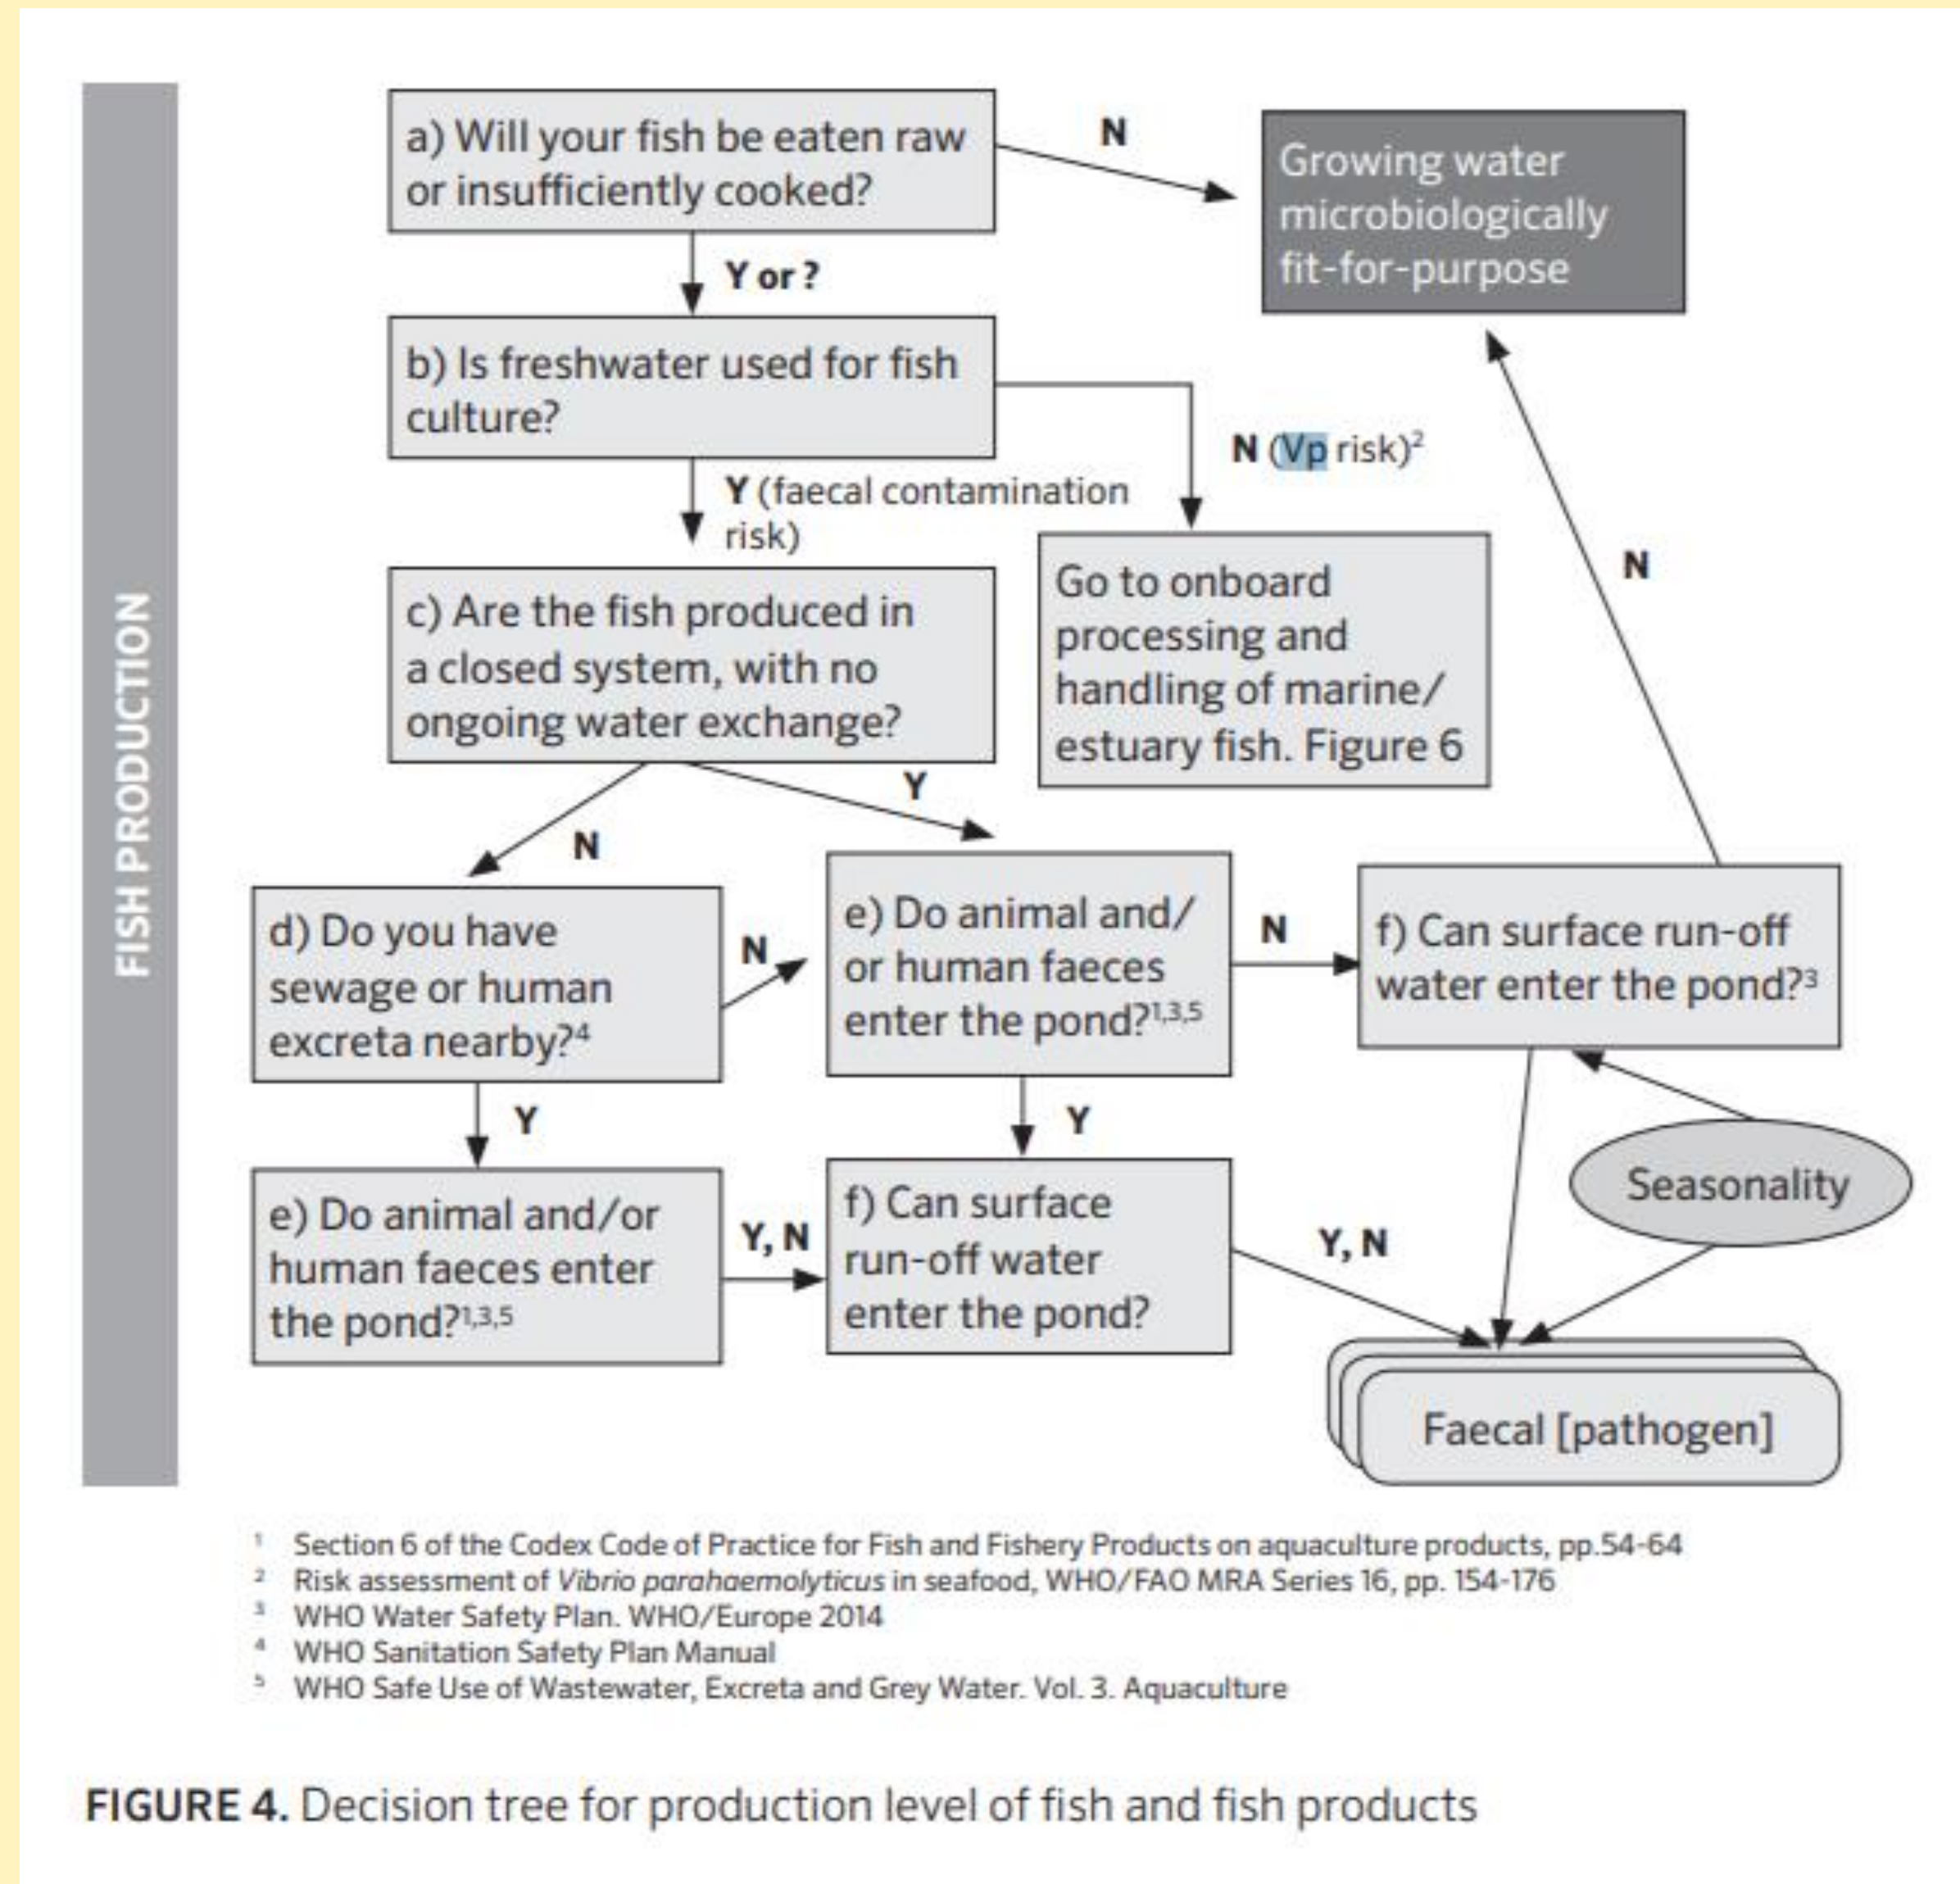 FISH PRODUCTION
a) Will your fish be eaten raw
or insufficiently cooked?
N
Growing water
microbiologically
fit-for-purpose
Y or ?
b) Is freshwater used for fish
culture?
N (Vp risk)²
Y (faecal contamination
risk)
c) Are the fish produced in
a closed system, with no
ongoing water exchange?
Go to onboard
processing and
handling of marine/
estuary fish. Figure 6
N
Y
N
d) Do you have
sewage or human
excreta nearby?⁴
N
e) Do animal and/
or human faeces
enter the pond?¹,³,⁵
N
f) Can surface run-off
water enter the pond?³
Y
Y
Seasonality
e) Do animal and/or
human faeces enter
the pond?¹,³,⁵
Y, N
f) Can surface
run-off water
enter the pond?
Y, N
Faecal [pathogen]
¹ Section 6 of the Codex Code of Practice for Fish and Fishery Products on aquaculture products, pp.54-64
² Risk assessment of Vibrio parahaemolyticus in seafood, WHO/FAO MRA Series 16, pp. 154-176
³ WHO Water Safety Plan. WHO/Europe 2014
⁴ WHO Sanitation Safety Plan Manual
⁵ WHO Safe Use of Wastewater, Excreta and Grey Water. Vol. 3. Aquaculture
FIGURE 4. Decision tree for production level of fish and fish products